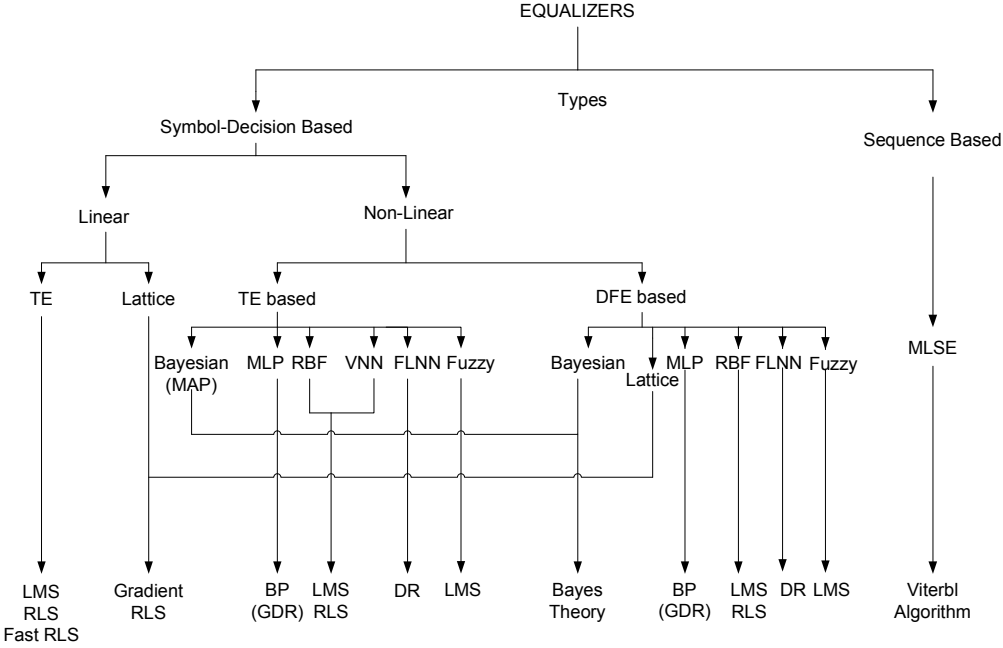 EQUALIZERS
Types
Symbol-Decision Based
Sequence Based
Linear
Non-Linear
TE
Lattice
TE based
DFE based
MLSE
Bayesian
(MAP)
MLP
RBF
VNN
FLNN
Fuzzy
Bayesian
Lattice
MLP
RBF
FLNN
Fuzzy
LMS
RLS
Fast RLS
Gradient
RLS
BP
(GDR)
LMS
RLS
DR
LMS
Bayes
Theory
BP
(GDR)
LMS
RLS
DR
LMS
Viterbl
Algorithm